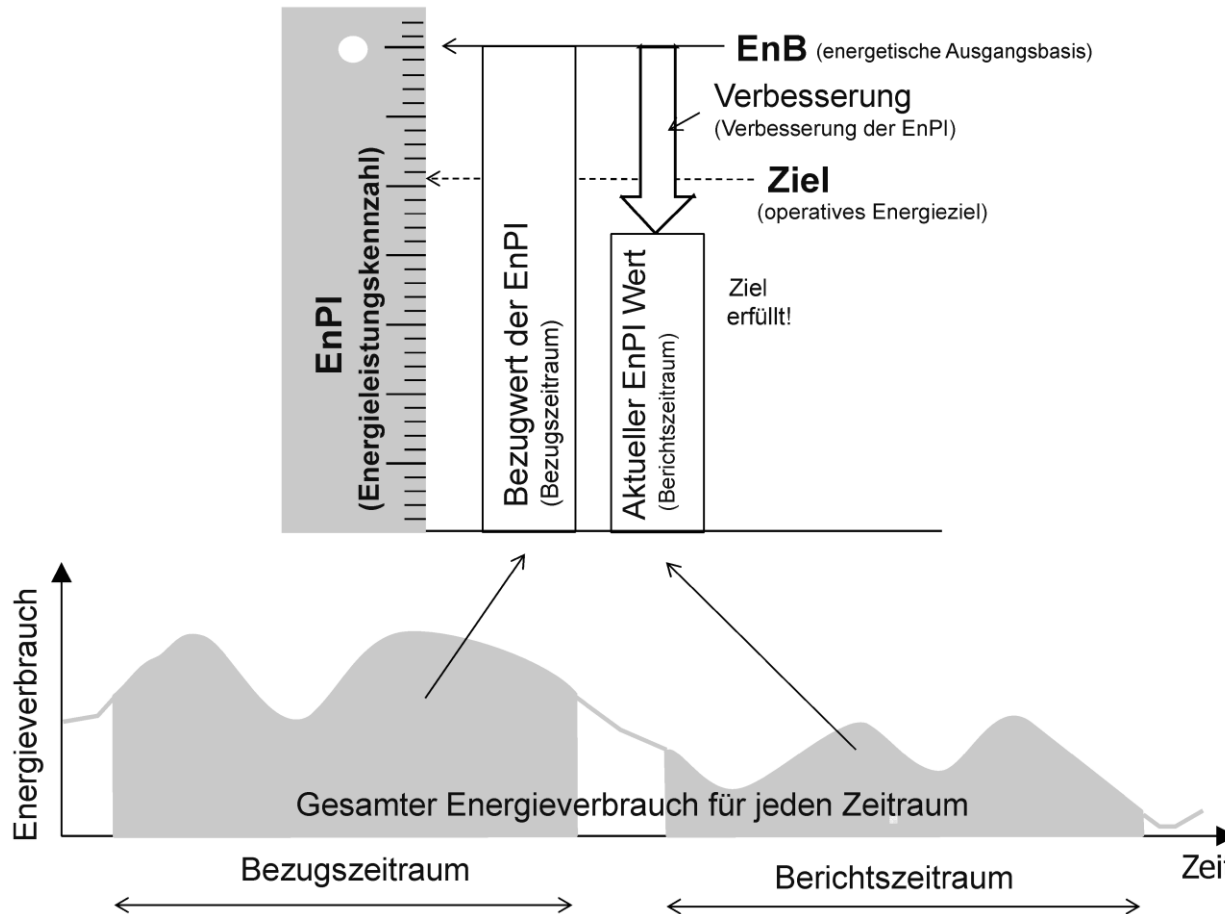 EnB (energetische Ausgangsbasis)
Verbesserung
(Verbesserung der EnPI)
Ziel
(operatives Energieziel)
Ziel
erfüllt!
EnPI
(Energieleistungskennzahl)
Bezugwert der EnPI
(Bezugszeitraum)
Aktueller EnPI Wert
(Berichtszeitraum)
Energieverbrauch
Gesamter Energieverbrauch für jeden Zeitraum
Zeit
Bezugszeitraum
Berichtszeitraum